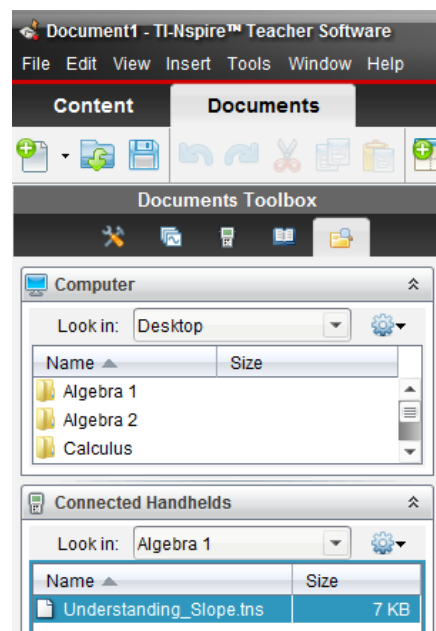 Document1 - TI-Nspire™ Teacher Software
File Edit View Insert Tools Window Help
Content Documents
Documents Toolbox
Computer
Look in: Desktop
Name Size
Algebra 1
Algebra 2
Calculus
Connected Handhelds
Look in: Algebra 1
Name Size
Understanding_Slope.tns 7 KB